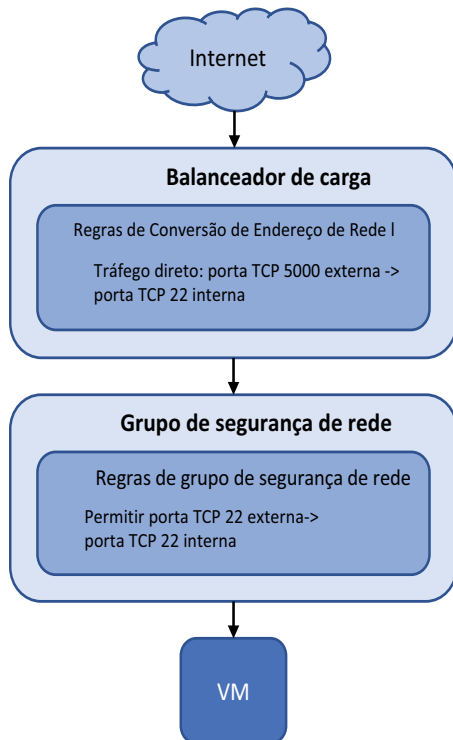 Internet
Balanceador de carga
Regras de Conversão de Endereço de Rede l
Tráfego direto: porta TCP 5000 externa ->
porta TCP 22 interna
Grupo de segurança de rede
Regras de grupo de segurança de rede
Permitir porta TCP 22 externa->
porta TCP 22 interna
VM